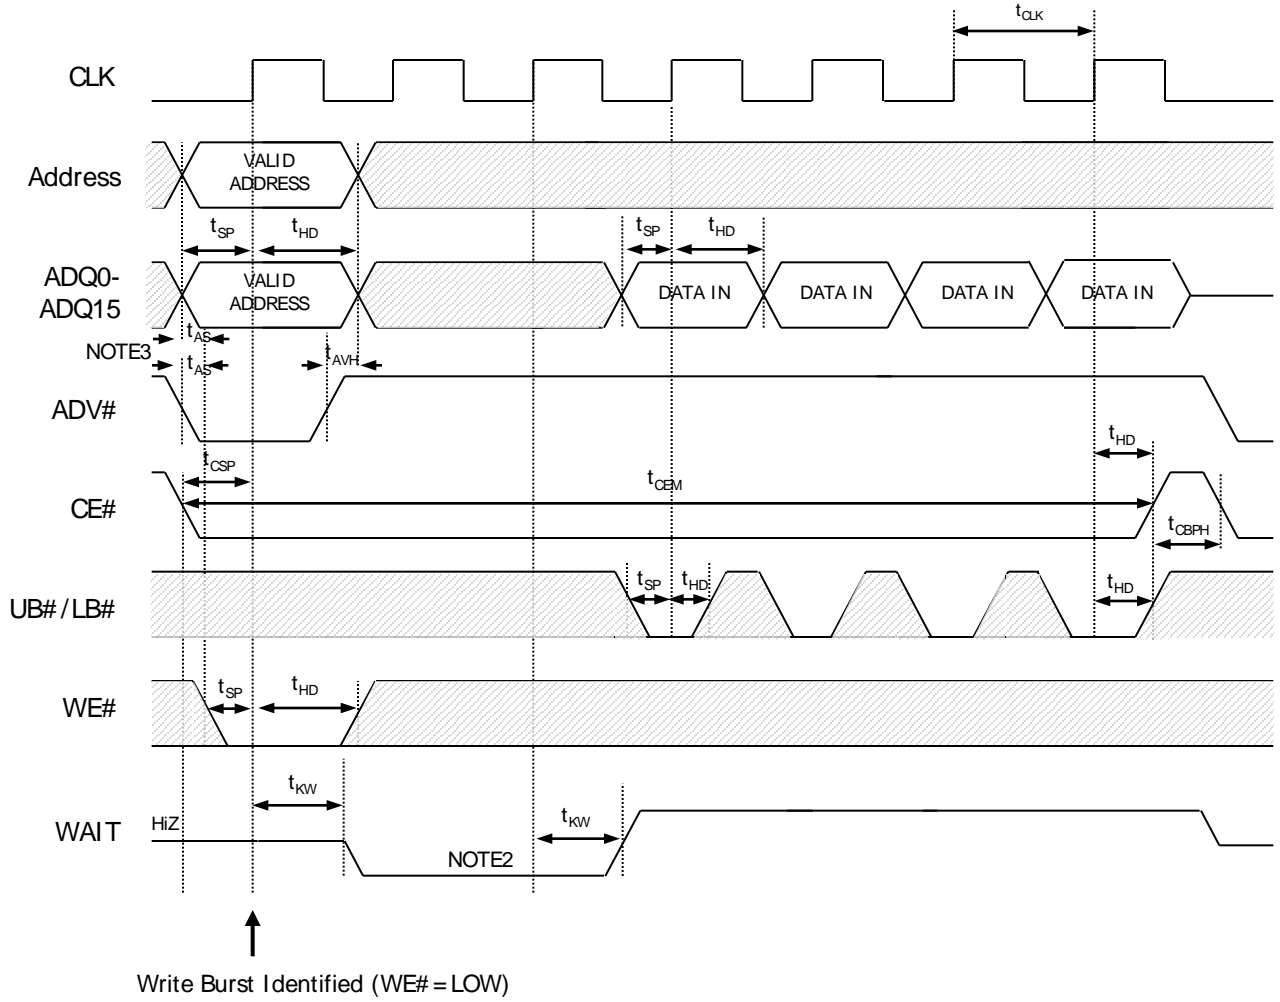 tCLK
CLK
VALID
ADDRESS
Address
tSP tHD tSP tHD
ADQ0-
ADQ15
VALID
ADDRESS
DATA IN DATA IN DATA IN DATA IN
tAS
NOTE3
tAS tAVH
ADV#
tHD
tCSP
tCEM
CE#
tCBPH
tSP tHD tHD
UB# / LB#
tSP tHD
WE#
tKW
HiZ
tKW
WAIT
NOTE2
Write Burst Identified (WE# = LOW)